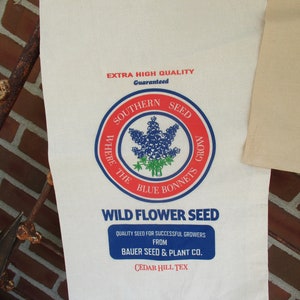 EXTRA HIGH QUALITY
Guaranteed
SOUTHERN SEED
WHERE THE BLUE BONNETS GROW
WILD FLOWER SEED
QUALITY SEED FOR SUCCESSFUL GROWERS
FROM
BAUER SEED & PLANT CO.
CEDAR HILL TEX